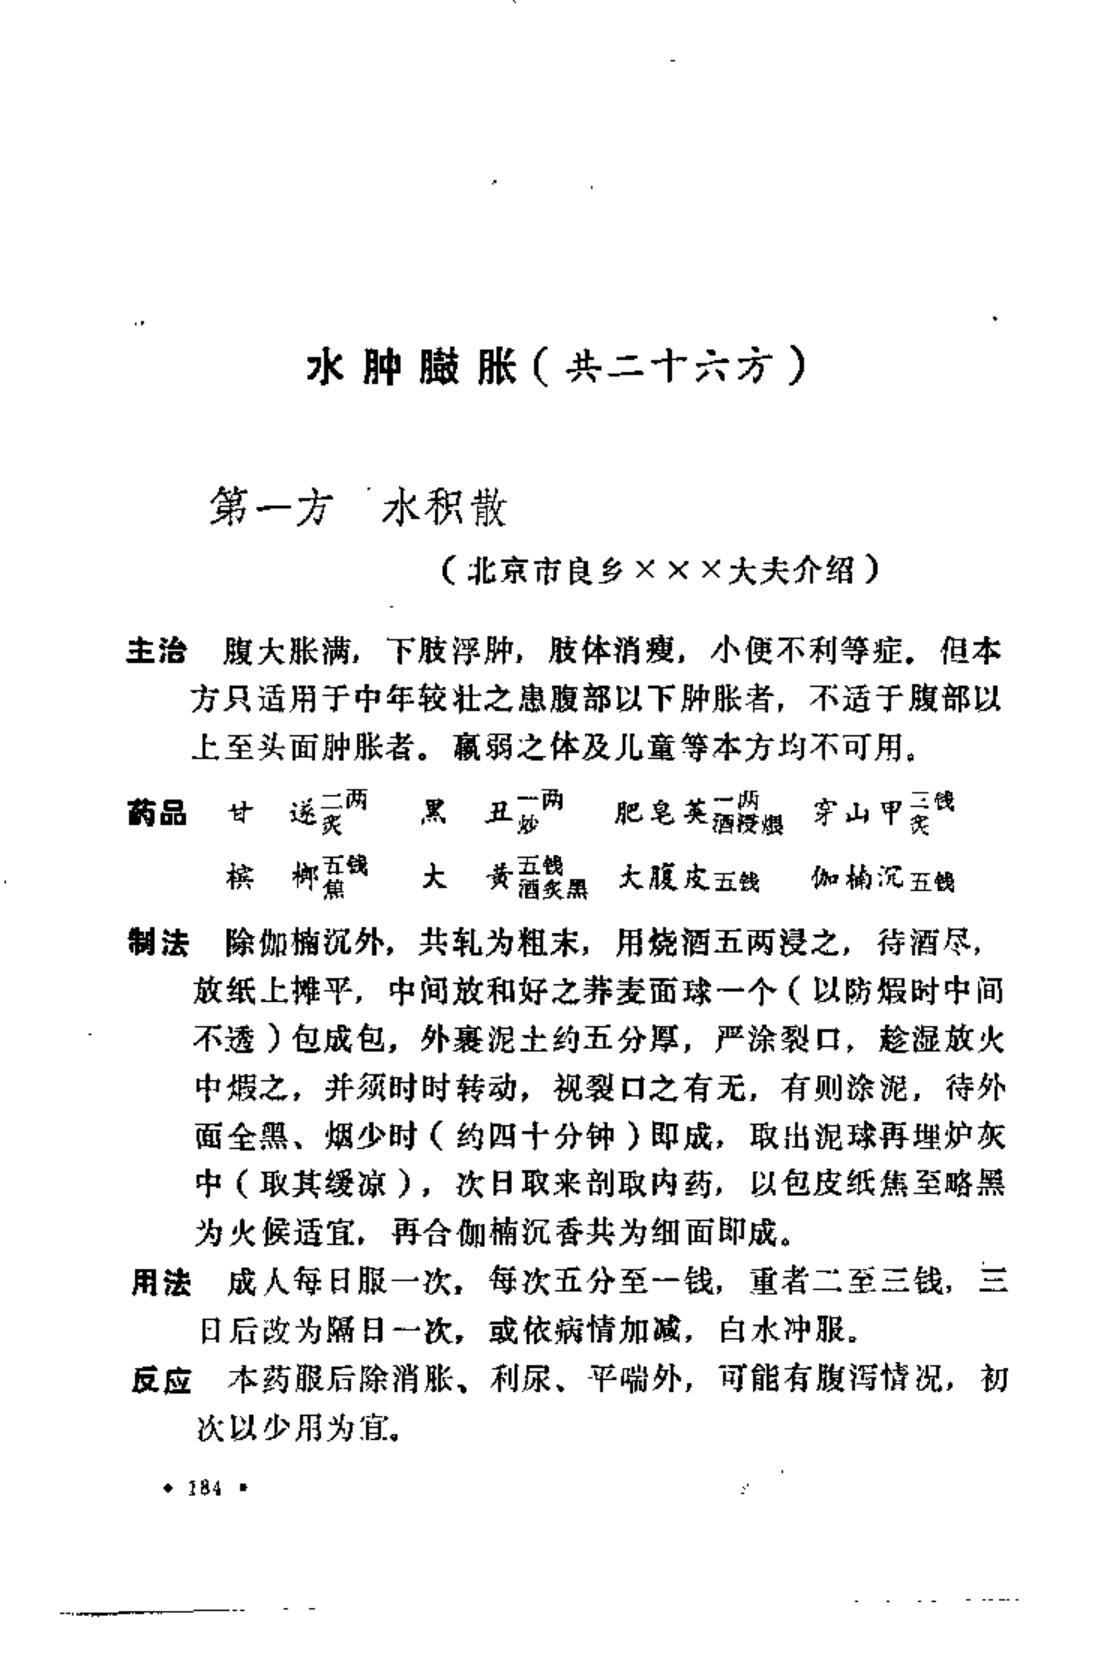 水肿臌胀（共二十六方）
第一方 水积散
（北京市良乡×××大夫介绍）
主治 腹大胀满，下肢浮肿，肢体消瘦，小便不利等症。但本
方只适用于中年较壮之患腹部以下肿胀者，不适于腹部以
上至头面肿胀者。羸弱之体及儿童等本方均不可用。
药品 甘遂二两炙 黑丑一两炒 肥皂荚一两酒浸煨 穿山甲三钱炙
槟榔五钱焦 大黄五钱酒炙黑 大腹皮五钱 伽楠沉五钱
制法 除伽楠沉外，共轧为粗末，用烧酒五两浸之，待酒尽，
放纸上摊平，中间放和好之荞麦面球一个（以防煅时中间
不透）包成包，外裹泥土约五分厚，严涂裂口，趁湿放火
中煅之，并须时时转动，视裂口之有无，有则涂泥，待外
面全黑、烟少时（约四十分钟）即成，取出泥球再埋炉灰
中（取其缓凉），次日取来剖取内药，以包皮纸焦至略黑
为火候适宜，再合伽楠沉香共为细面即成。
用法 成人每日服一次，每次五分至一钱，重者二至三钱，三
日后改为隔日一次，或依病情加减，白水冲服。
反应 本药服后除消胀、利尿、平喘外，可能有腹泻情况，初
次以少用为宜。
184